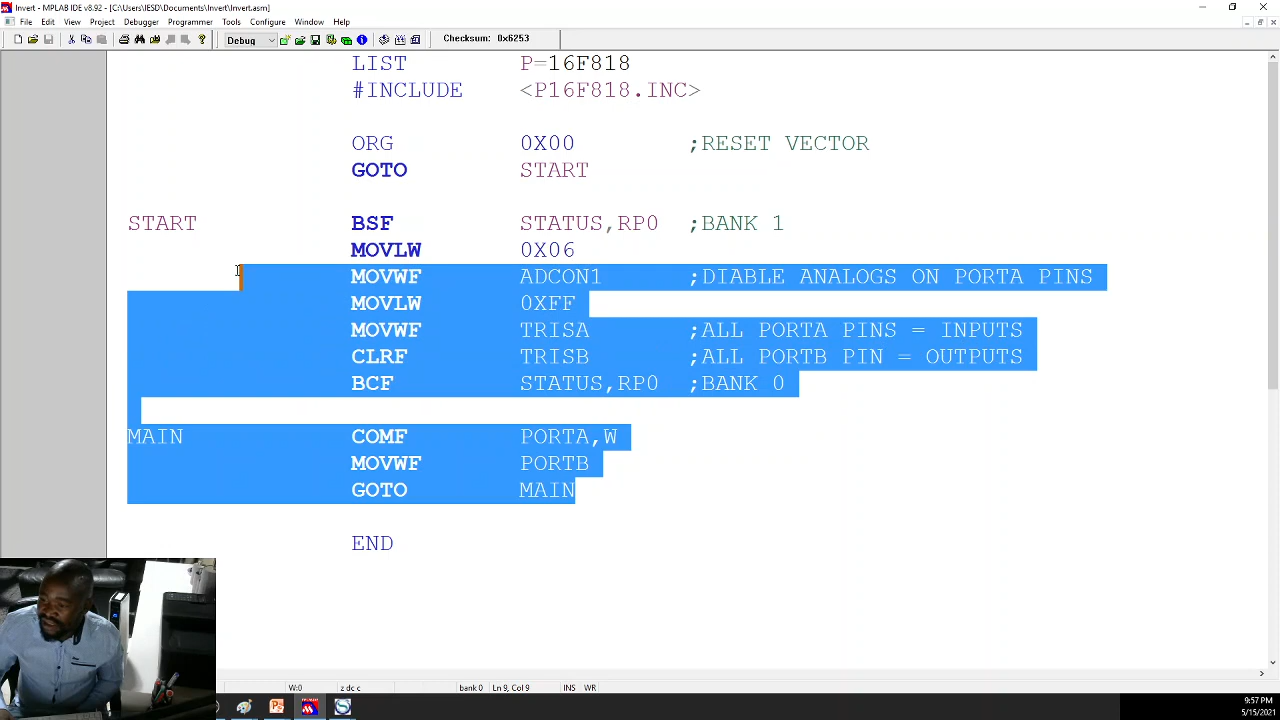 Invert - MPLAB IDE v8.92 - [C:\Users\IESD\Documents\Invert\Invert.asm]
File Edit View Project Debugger Programmer Tools Configure Window Help
Debug Checksum: 0x6253
LIST P=16F818
#INCLUDE <P16F818.INC>
ORG 0X00 ;RESET VECTOR
GOTO START
START BSF STATUS,RP0 ;BANK 1
MOVLW 0X06
MOVWF ADCON1 ;DIABLE ANALOGS ON PORTA PINS
MOVLW 0XFF
MOVWF TRISA ;ALL PORTA PINS = INPUTS
CLRF TRISB ;ALL PORTB PIN = OUTPUTS
BCF STATUS,RP0 ;BANK 0
MAIN COMF PORTA,W
MOVWF PORTB
GOTO MAIN
END
W:0 z dc c bank 0 Ln 9, Col 9 INS WR
9:57 PM
5/15/2021